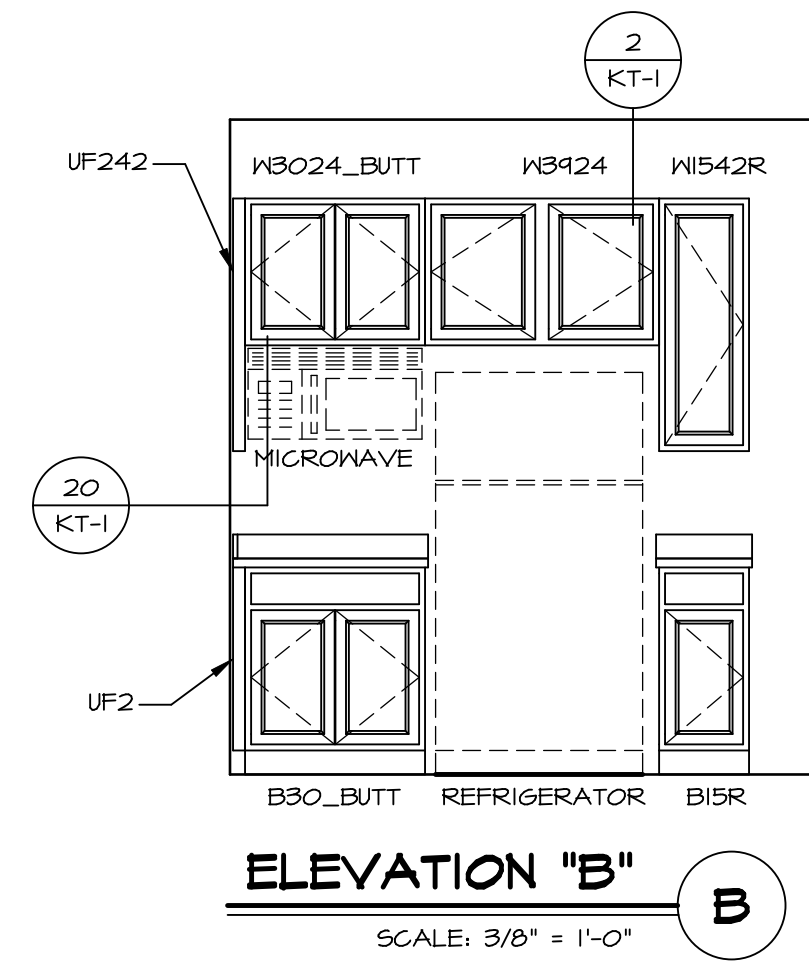 2
KT-1
UF242
W3024_BUTT
W3924
W1542R
MICROWAVE
20
KT-1
UF2
B30_BUTT
REFRIGERATOR
B15R
ELEVATION "B"
B
SCALE: 3/8" = 1'-0"